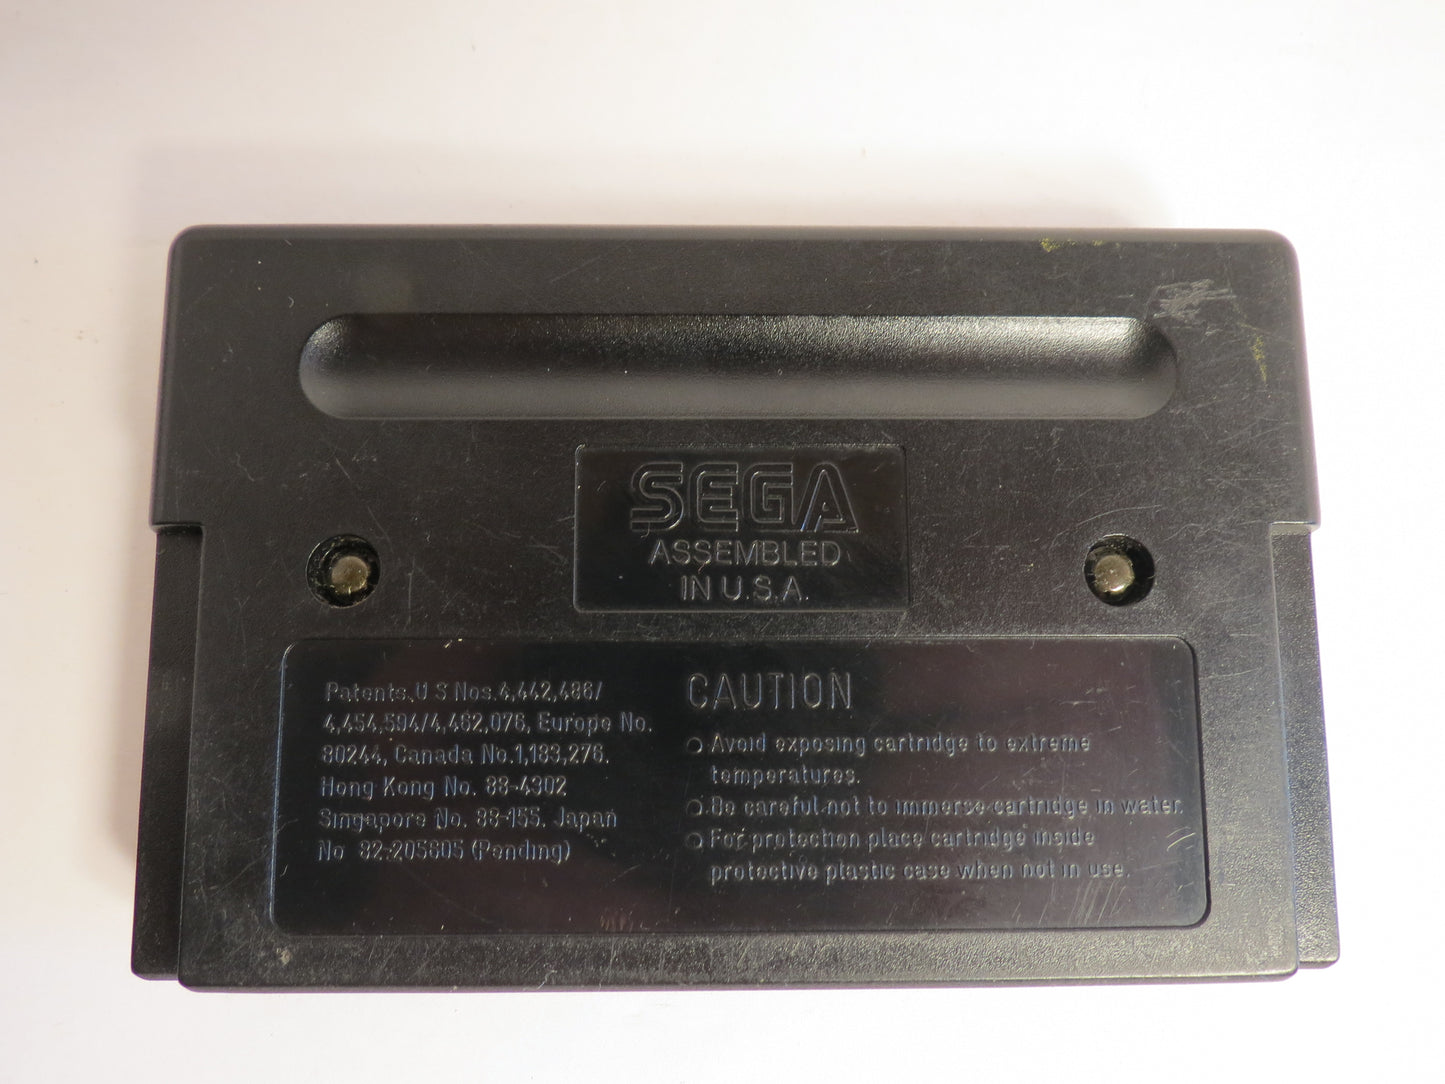 SEGA
ASSEMBLED
IN U.S.A.
Patents, U S Nos. 4,442,486/
4,454,594/4,462,076, Europe No.
80244, Canada No. 1,183,276.
Hong Kong No. 88-4302
Singapore No. 88-155. Japan
No 82-205605 (Pending)
CAUTION
○ Avoid exposing cartridge to extreme
temperatures.
○ Be careful not to immerse cartridge in water.
○ For protection place cartridge inside
protective plastic case when not in use.